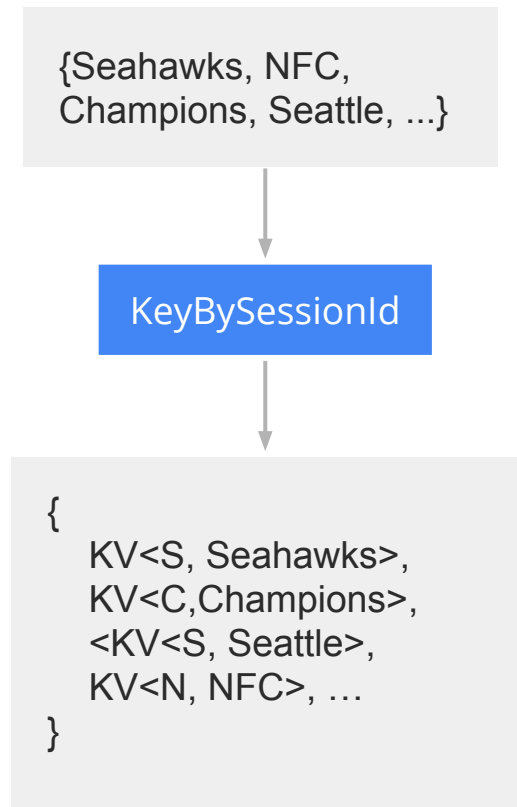 {Seahawks, NFC,
Champions, Seattle, ...}
KeyBySessionId
{
KV<S, Seahawks>,
KV<C,Champions>,
<KV<S, Seattle>,
KV<N, NFC>, …
}